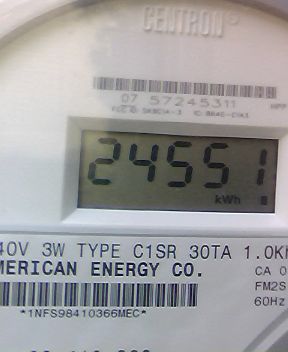 CENTRON®
07 57245311
24551
kWh
40V 3W TYPE C1SR 30TA 1.0K
MERICAN ENERGY CO.
CA 0
FM2S
60Hz
*1NFS98410366MEC*